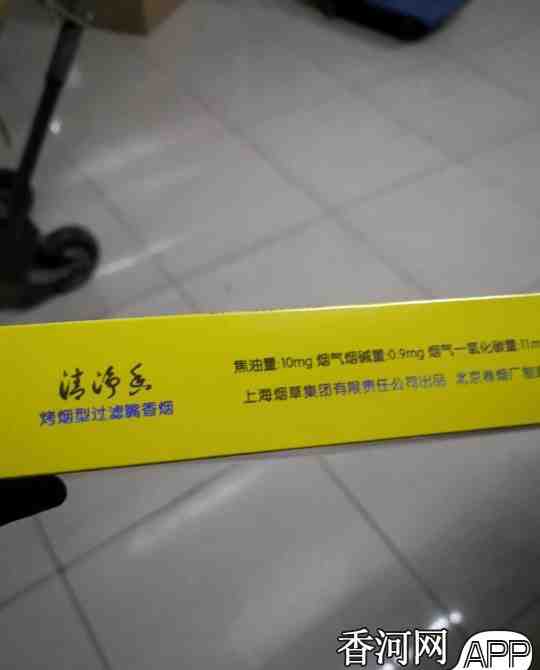 清净香
烤烟型过滤嘴香烟
焦油量:10mg 烟气烟碱量:0.9mg 烟气一氧化碳量:11m
上海烟草集团有限责任公司出品 北京卷烟厂制
香河网 APP